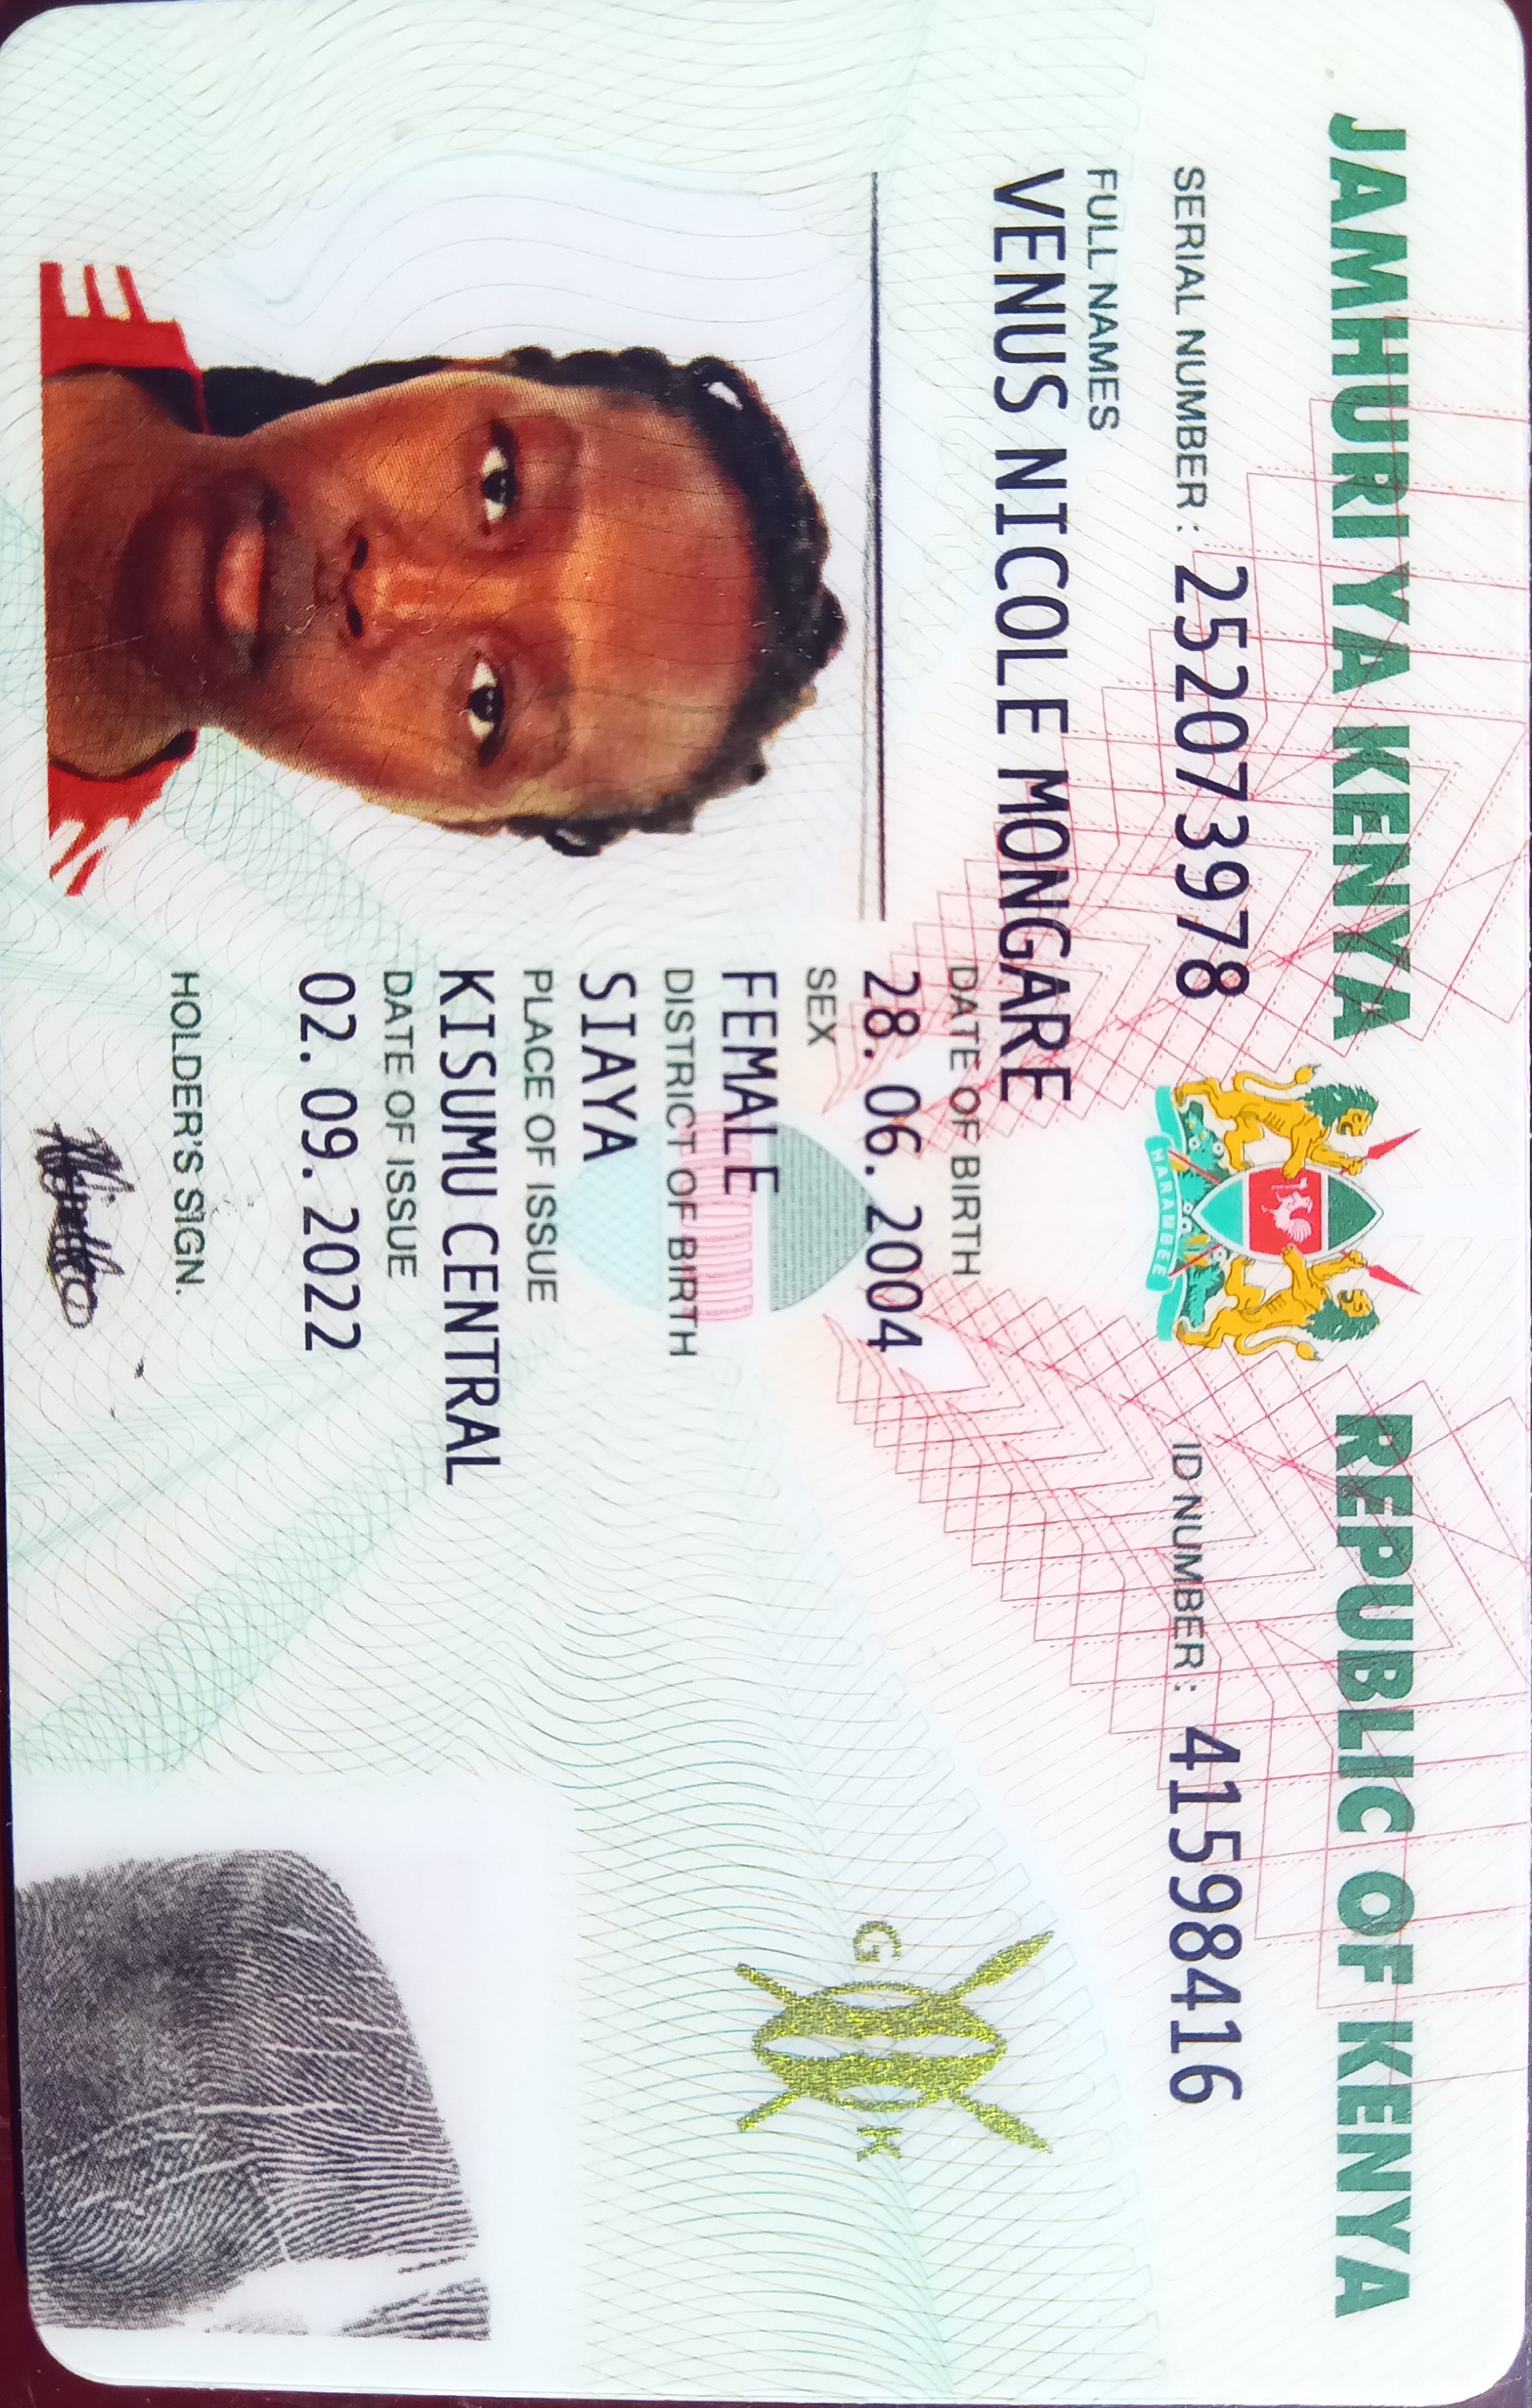 JAMHURI YA KENYA
REPUBLIC OF KENYA
SERIAL NUMBER: 252073978
ID NUMBER: 41598416
HARAMBEE
FULL NAMES
VENUS NICOLE MONGARE
DATE OF BIRTH
28.06.2004
SEX
FEMALE
DISTRICT OF BIRTH
SIAYA
PLACE OF ISSUE
KISUMU CENTRAL
DATE OF ISSUE
02.09.2022
HOLDER'S SIGN.
G K